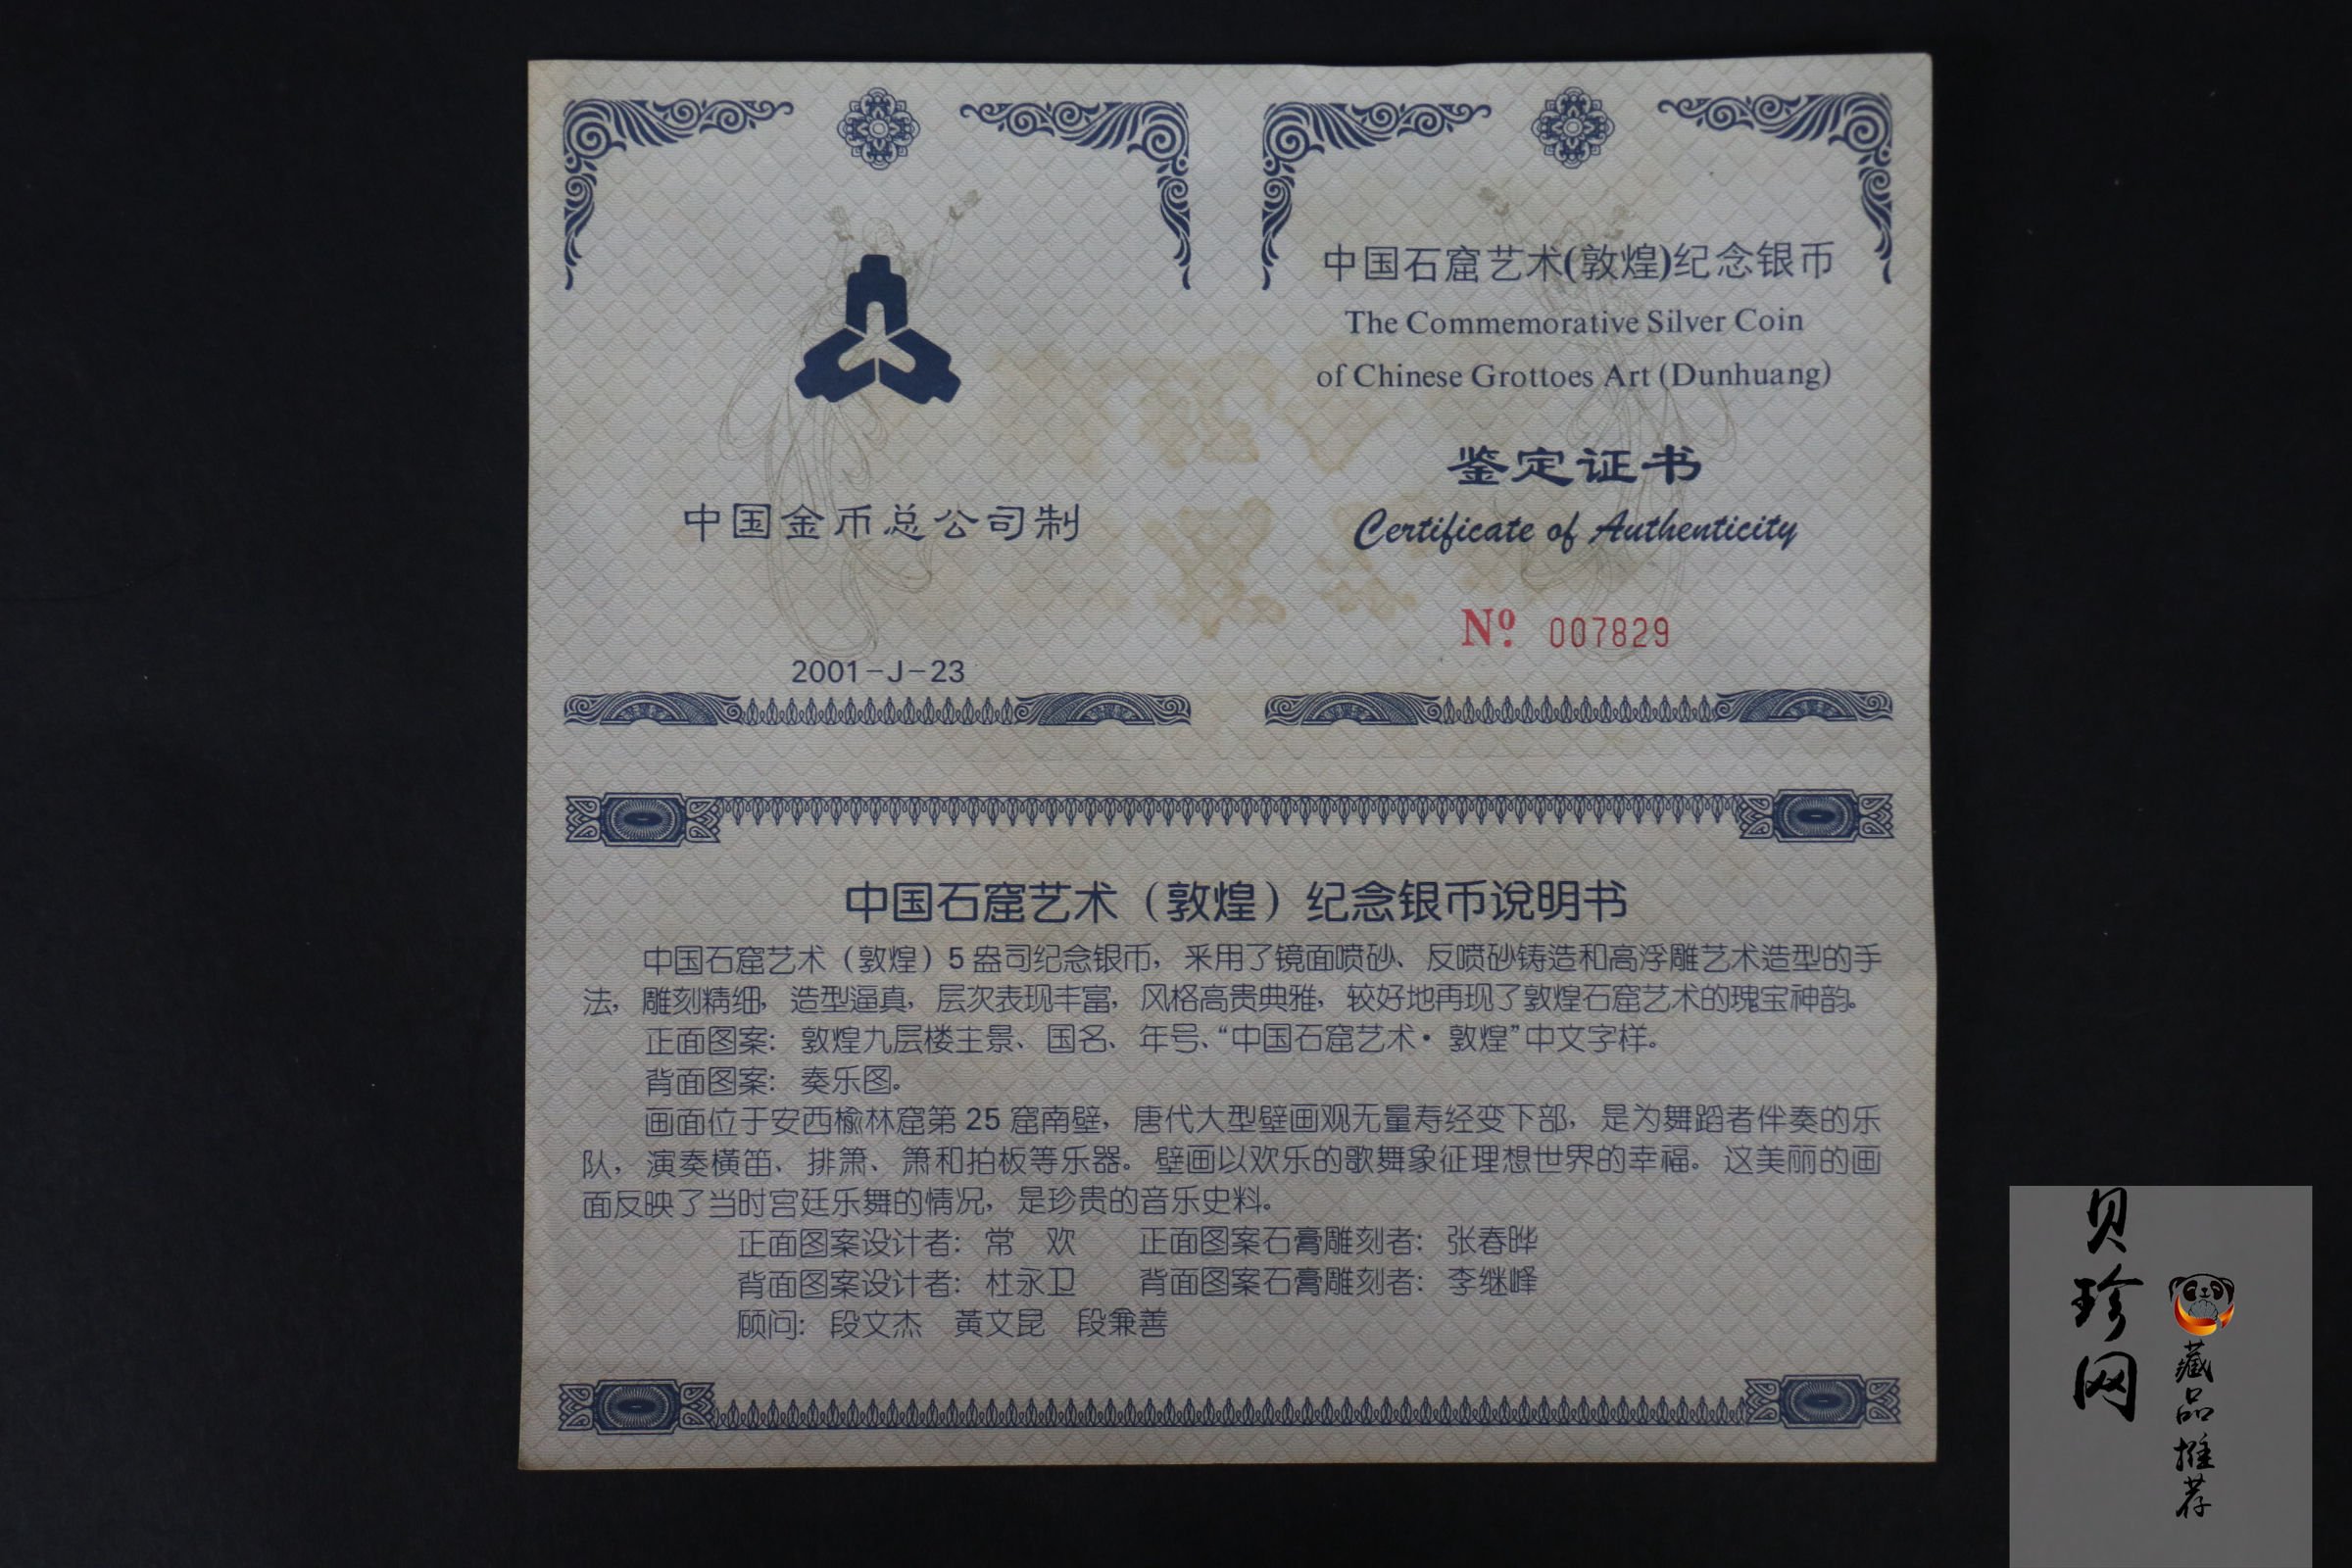 中国金币总公司制
2001-J-23
中国石窟艺术(敦煌)纪念银币
The Commemorative Silver Coin
of Chinese Grottoes Art (Dunhuang)
鉴定证书
Certificate of Authenticity
Nº. 007829
中国石窟艺术（敦煌）纪念银币说明书
中国石窟艺术（敦煌）5 盎司纪念银币，采用了镜面喷砂、反喷砂铸造和高浮雕艺术造型的手
法，雕刻精细，造型逼真，层次表现丰富，风格高贵典雅，较好地再现了敦煌石窟艺术的瑰宝神韵。
正面图案：敦煌九层楼主景、国名、年号、“中国石窟艺术·敦煌”中文字样。
背面图案：奏乐图。
画面位于安西榆林窟第 25 窟南壁，唐代大型壁画观无量寿经变下部，是为舞蹈者伴奏的乐
队，演奏横笛、排箫、箫和拍板等乐器。壁画以欢乐的歌舞象征理想世界的幸福。这美丽的画
面反映了当时宫廷乐舞的情况，是珍贵的音乐史料。
正面图案设计者：常　欢　　正面图案石膏雕刻者：张春晔
背面图案设计者：杜永卫　　背面图案石膏雕刻者：李继峰
顾问：段文杰　黄文昆　段兼善
贝珍网
藏品推荐